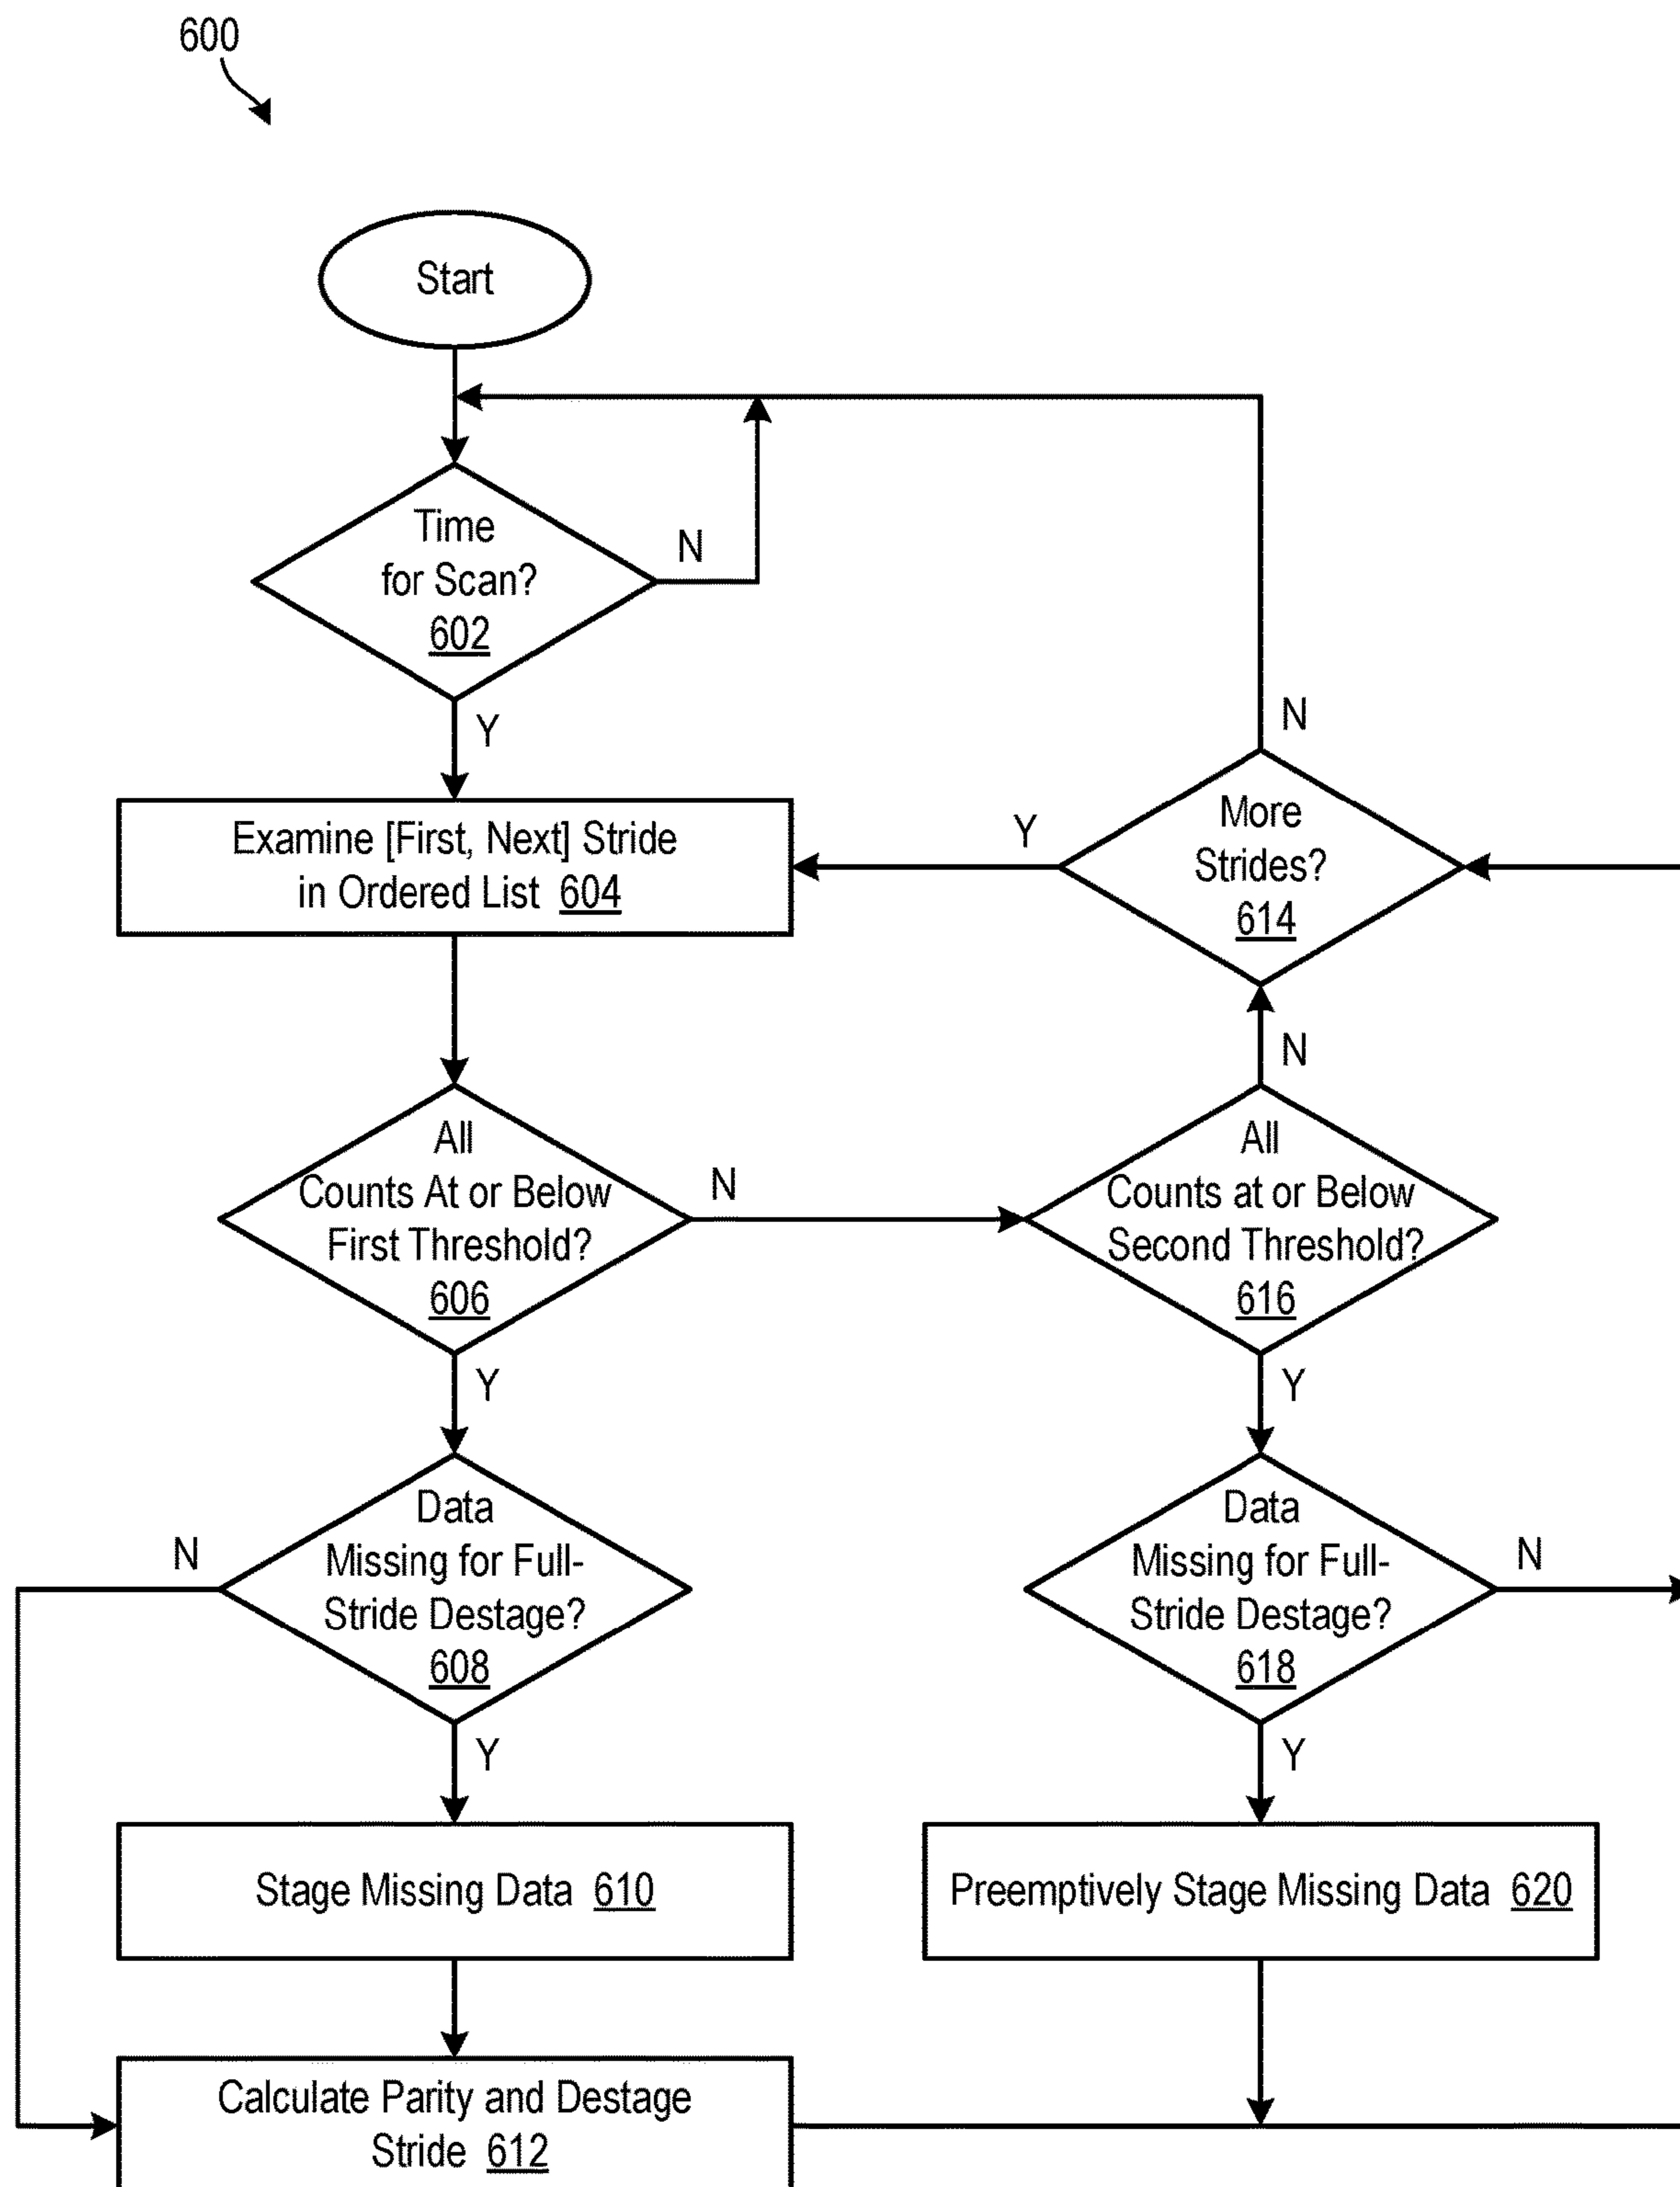 600
Start
Time
for Scan?
602
N
Y
Examine [First, Next] Stride
in Ordered List 604
Y
More
Strides?
614
N
All
Counts At or Below
First Threshold?
606
N
Y
All
Counts at or Below
Second Threshold?
616
N
Y
Data
Missing for Full-
Stride Destage?
608
N
Y
Data
Missing for Full-
Stride Destage?
618
N
Y
Stage Missing Data 610
Preemptively Stage Missing Data 620
Calculate Parity and Destage
Stride 612